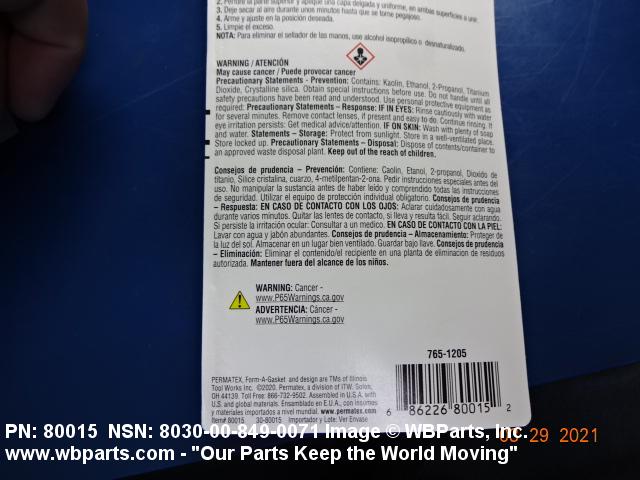 2. Perfore la parte superior y aplique una capa delgada y uniforme, en ambas superficies a unir.
3. Deje secar al aire durante unos minutos hasta que se torne pegajoso.
4. Arme y ajuste en la posición deseada.
5. Limpie el exceso.
NOTA: Para eliminar el sellador de las manos, use alcohol isopropílico o desnaturalizado.
WARNING / ATENCIÓN
May cause cancer / Puede provocar cancer
Precautionary Statements - Prevention: Contains: Kaolin, Ethanol, 2-Propanol, Titanium
Dioxide, Crystalline silica. Obtain special instructions before use. Do not handle until all
safety precautions have been read and understood. Use personal protective equipment as
required: Precautionary Statements – Response: IF IN EYES: Rinse cautiously with water
for several minutes. Remove contact lenses, if present and easy to do. Continue rinsing. If
eye irritation persists: Get medical advice/attention. IF ON SKIN: Wash with plenty of soap
and water. Statements – Storage: Protect from sunlight. Store in a well-ventilated place.
Store locked up. Precautionary Statements – Disposal: Dispose of contents/container to
an approved waste disposal plant. Keep out of the reach of children.
Consejos de prudencia – Prevención: Contiene: Caolin, Etanol, 2-propanol, Dioxido de
titanio, Silice cristalina, cuarzo, 4-metilpentan-2-ona. Pedir instrucciones especiales antes del
uso. No manipular la sustancia antes de haber leido y comprendido todas las instrucciones
de seguridad. Utilizar el equipo de protección individual obligatorio. Consejos de prudencia
– Respuesta: EN CASO DE CONTACTO CON LOS OJOS: Aclarar cuidadosamente con agua
durante varios minutos. Quitar las lentes de contacto, si lleva y resulta fácil. Seguir aclarando.
Si persiste la irritación ocular: Consultar a un medico. EN CASO DE CONTACTO CON LA PIEL:
Lavar con agua y jabón abundantes. Consejos de prudencia – Almacenamiento: Proteger de
la luz del sol. Almacenar en un lugar bien ventilado. Guardar bajo llave. Consejos de prudencia
– Eliminación: Eliminar el contenido/el recipiente en una planta de eliminacion de residuos
autorizada. Mantener fuera del alcance de los niños.
WARNING: Cancer -
www.P65Warnings.ca.gov
ADVERTENCIA: Cáncer -
www.P65Warnings.ca.gov
765-1205
PERMATEX, Form-A-Gasket and design are TMs of Illinois
Tool Works Inc. ©2020. Permatex, a division of ITW. Solon,
OH 44139. Toll Free: 866-732-9502. Assembled in U.S.A. with
U.S. and global materials. Ensamblado en E.U.A., con insumos
y materiales importados a nivel mundial. www.permatex.com
Item# 80015 30-80015 Importador y Lote: Ver Envase
6 86226 80015 2
PN: 80015 NSN: 8030-00-849-0071 Image © WBParts, Inc.
29 2021
www.wbparts.com - "Our Parts Keep the World Moving"